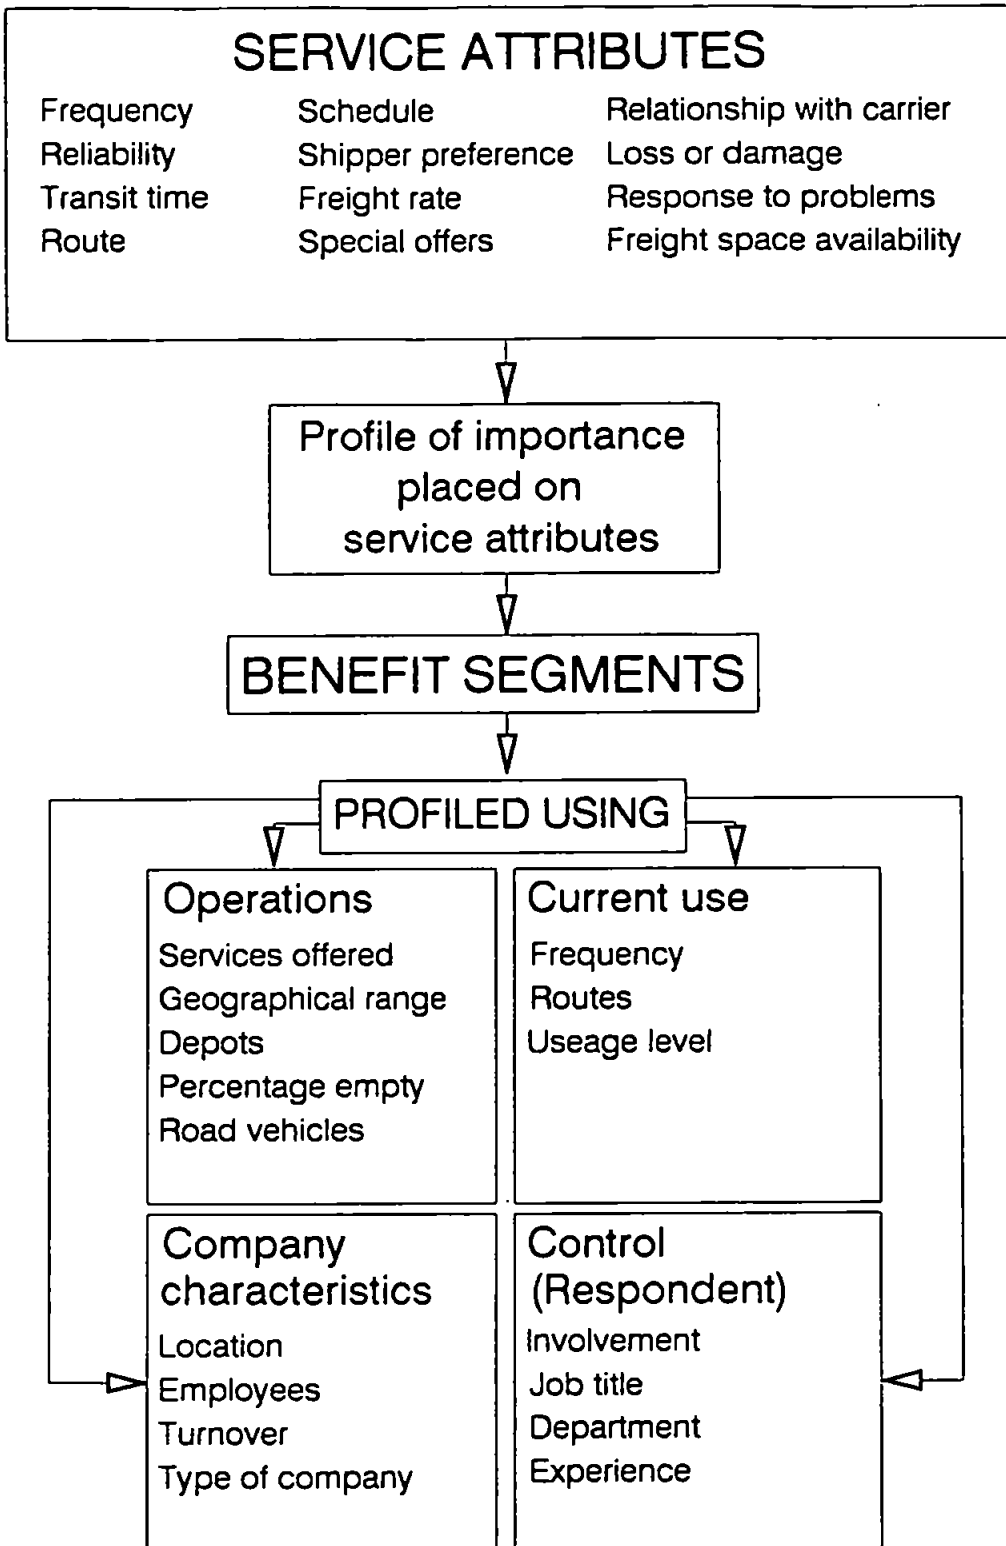 SERVICE ATTRIBUTES
Frequency Schedule Relationship with carrier
Reliability Shipper preference Loss or damage
Transit time Freight rate Response to problems
Route Special offers Freight space availability
Profile of importance
placed on
service attributes
BENEFIT SEGMENTS
PROFILED USING
Operations
Services offered
Geographical range
Depots
Percentage empty
Road vehicles
Current use
Frequency
Routes
Useage level
Company
characteristics
Location
Employees
Turnover
Type of company
Control
(Respondent)
Involvement
Job title
Department
Experience